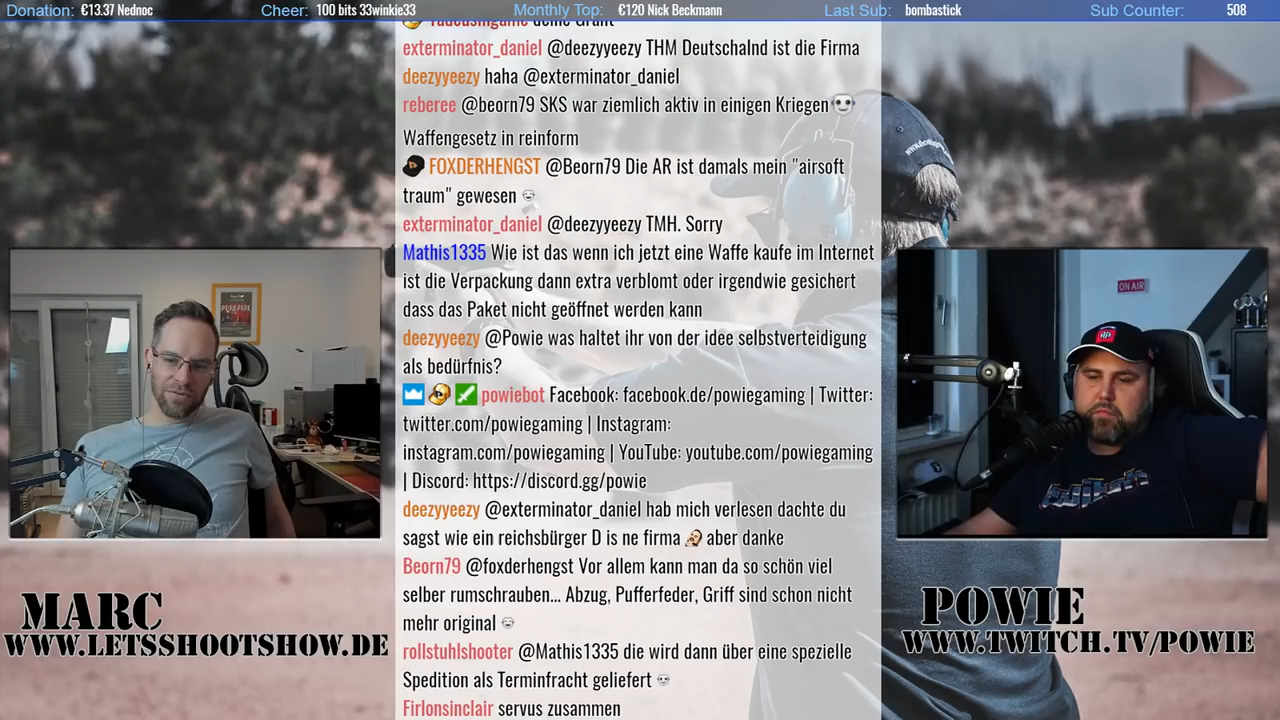 Donation: €13.37 Nednoc Cheer: 100 bits 33winkie33 Monthly Top: €120 Nick Beckmann Last Sub: bombastick Sub Counter: 508
exterminator_daniel @deezyyeezy THM Deutschalnd ist die Firma
deezyyeezy haha @exterminator_daniel
reberee @beorn79 SKS war ziemlich aktiv in einigen Kriegen
Waffengesetz in reinform
FOXDERHENGST @Beorn79 Die AR ist damals mein "airsoft
traum" gewesen
exterminator_daniel @deezyyeezy TMH. Sorry
Mathis1335 Wie ist das wenn ich jetzt eine Waffe kaufe im Internet
ist die Verpackung dann extra verblomt oder irgendwie gesichert
dass das Paket nicht geöffnet werden kann
deezyyeezy @Powie was haltet ihr von der idee selbstverteidigung
als bedürfnis?
powiebot Facebook: facebook.de/powiegaming | Twitter:
twitter.com/powiegaming | Instagram:
instagram.com/powiegaming | YouTube: youtube.com/powiegaming
| Discord: https://discord.gg/powie
deezyyeezy @exterminator_daniel hab mich verlesen dachte du
sagst wie ein reichsbürger D is ne firma aber danke
Beorn79 @foxderhengst Vor allem kann man da so schön viel
selber rumschrauben... Abzug, Pufferfeder, Griff sind schon nicht
mehr original
rollstuhlshooter @Mathis1335 die wird dann über eine spezielle
Spedition als Terminfracht geliefert
Firlonsinclair servus zusammen
MARC
WWW.LETSSHOOTSHOW.DE
ON AIR
POWIE
WWW.TWITCH.TV/POWIE